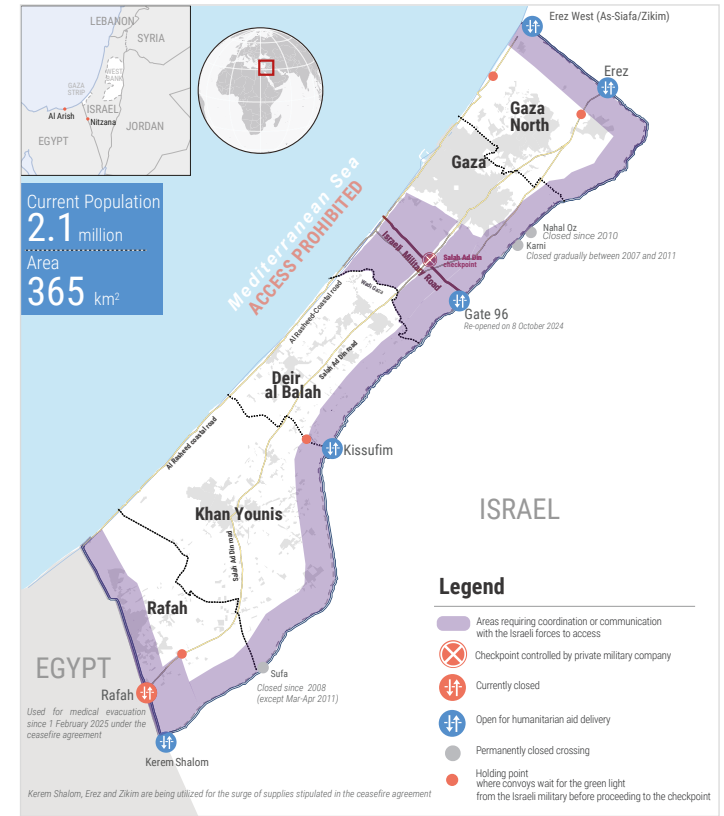 LEBANON
SYRIA
WEST
BANK
GAZA
STRIP
ISRAEL
Al Arish
Nitzana
JORDAN
EGYPT
Current Population
2.1 million
Area
365 km²
Mediterranean Sea
ACCESS PROHIBITED
Erez West (As-Siafa/Zikim)
Erez
Gaza
North
Gaza
Nahal Oz
Closed since 2010
Karni
Closed gradually between 2007 and 2011
Israeli Military Road
Salah Ad Din
checkpoint
Gate 96
Re-opened on 8 October 2024
Wadi Gaza
Al Rasheed-Coastal road
Salah Ad Din road
Deir
al Balah
Kissufim
Al Rasheed coastal road
Khan Younis
ISRAEL
Salah Ad Din road
Rafah
EGYPT
Rafah
Used for medical evacuation
since 1 February 2025 under the
ceasefire agreement
Sufa
Closed since 2008
(except Mar-Apr 2011)
Kerem Shalom
Legend
Areas requiring coordination or communication
with the Israeli forces to access
Checkpoint controlled by private military company
Currently closed
Open for humanitarian aid delivery
Permanently closed crossing
Holding point
where convoys wait for the green light
from the Israeli military before proceeding to the checkpoint
Kerem Shalom, Erez and Zikim are being utilized for the surge of supplies stipulated in the ceasefire agreement